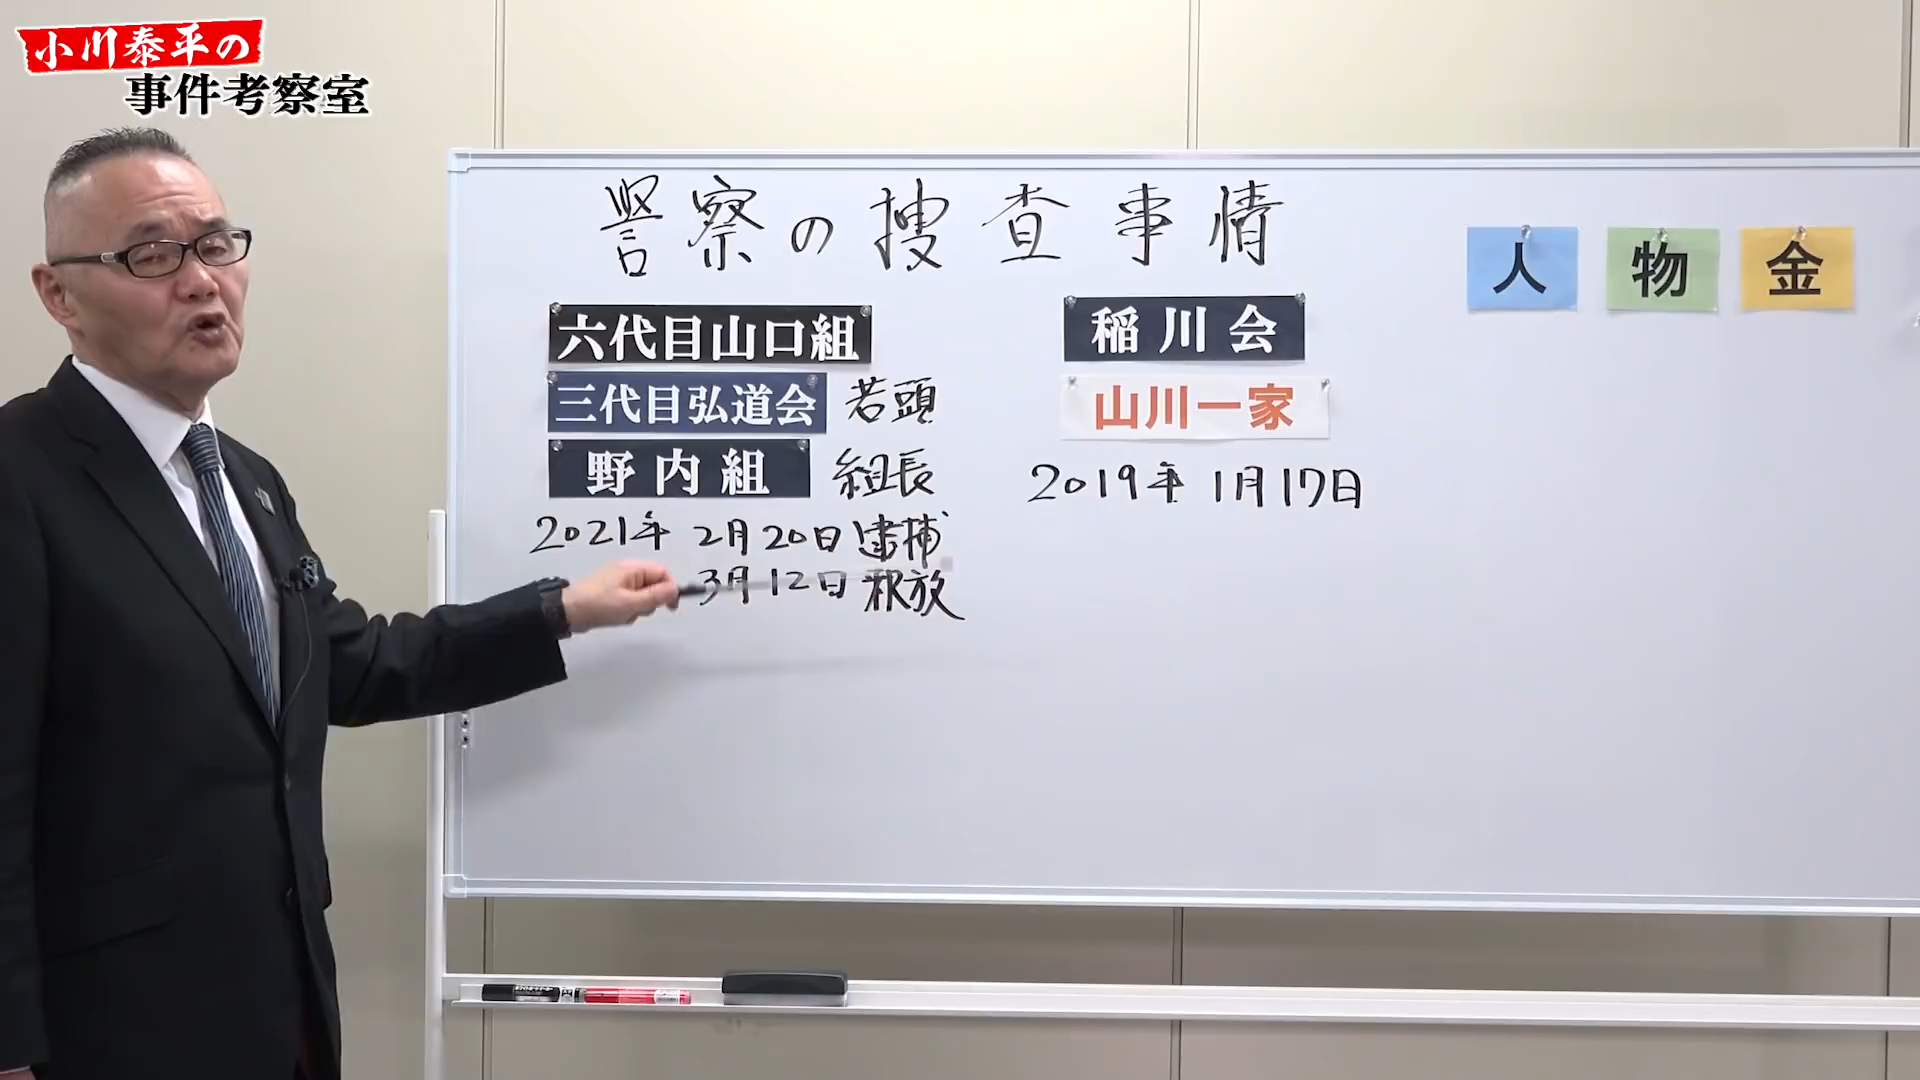 小川泰平の
事件考察室
警察の捜査事情
六代目山口組
三代目弘道会 若頭
野内組 組長
2021年 2月20日逮捕
3月12日釈放
稲川会
山川一家
2019年1月17日
人 物 金